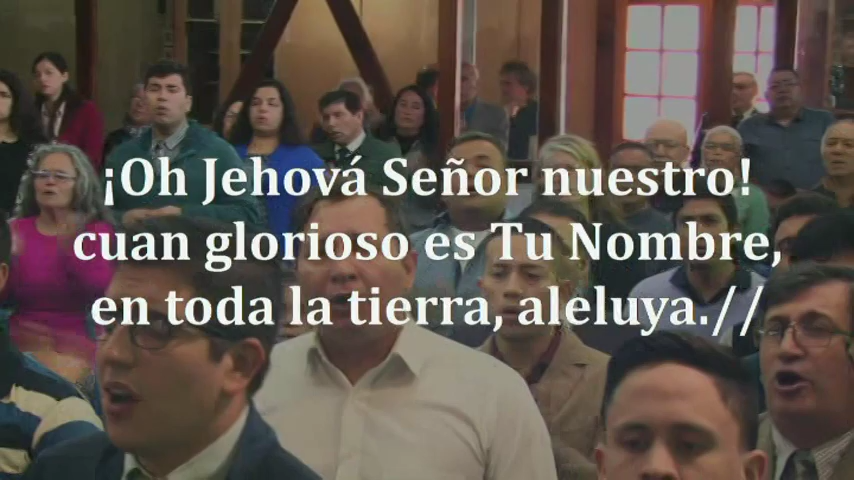 ¡Oh Jehová Señor nuestro!
cuan glorioso es Tu Nombre,
en toda la tierra, aleluya.//